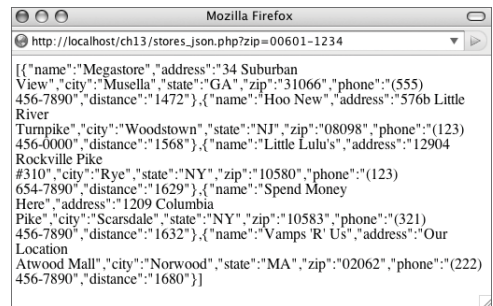 Mozilla Firefox
http://localhost/ch13/stores_json.php?zip=00601-1234
[{"name":"Megastore","address":"34 Suburban
View","city":"Musella","state":"GA","zip":"31066","phone":"(555)
456-7890","distance":"1472"},{"name":"Hoo New","address":"576b Little
River
Turnpike","city":"Woodstown","state":"NJ","zip":"08098","phone":"(123)
456-0000","distance":"1568"},{"name":"Little Lulu's","address":"12904
Rockville Pike
#310","city":"Rye","state":"NY","zip":"10580","phone":"(123)
654-7890","distance":"1629"},{"name":"Spend Money
Here","address":"1209 Columbia
Pike","city":"Scarsdale","state":"NY","zip":"10583","phone":"(321)
456-7890","distance":"1632"},{"name":"Vamps 'R' Us","address":"Our
Location
Atwood Mall","city":"Norwood","state":"MA","zip":"02062","phone":"(222)
456-7890","distance":"1680"}]